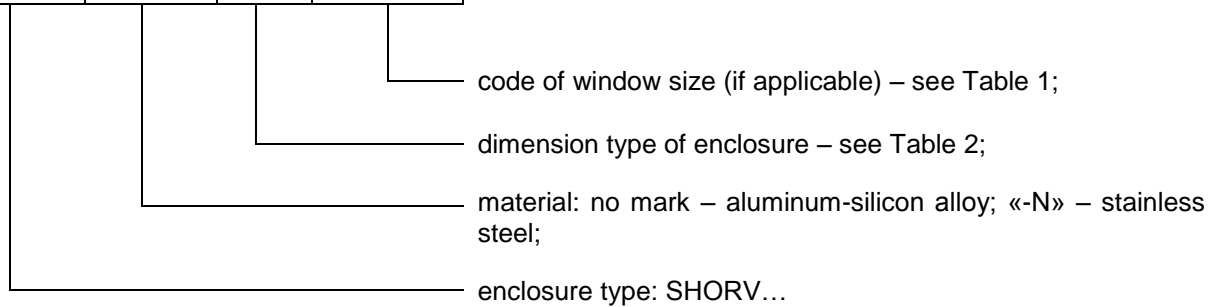 code of window size (if applicable) – see Table 1;
dimension type of enclosure – see Table 2;
material: no mark – aluminum-silicon alloy; «-N» – stainless
steel;
enclosure type: SHORV…